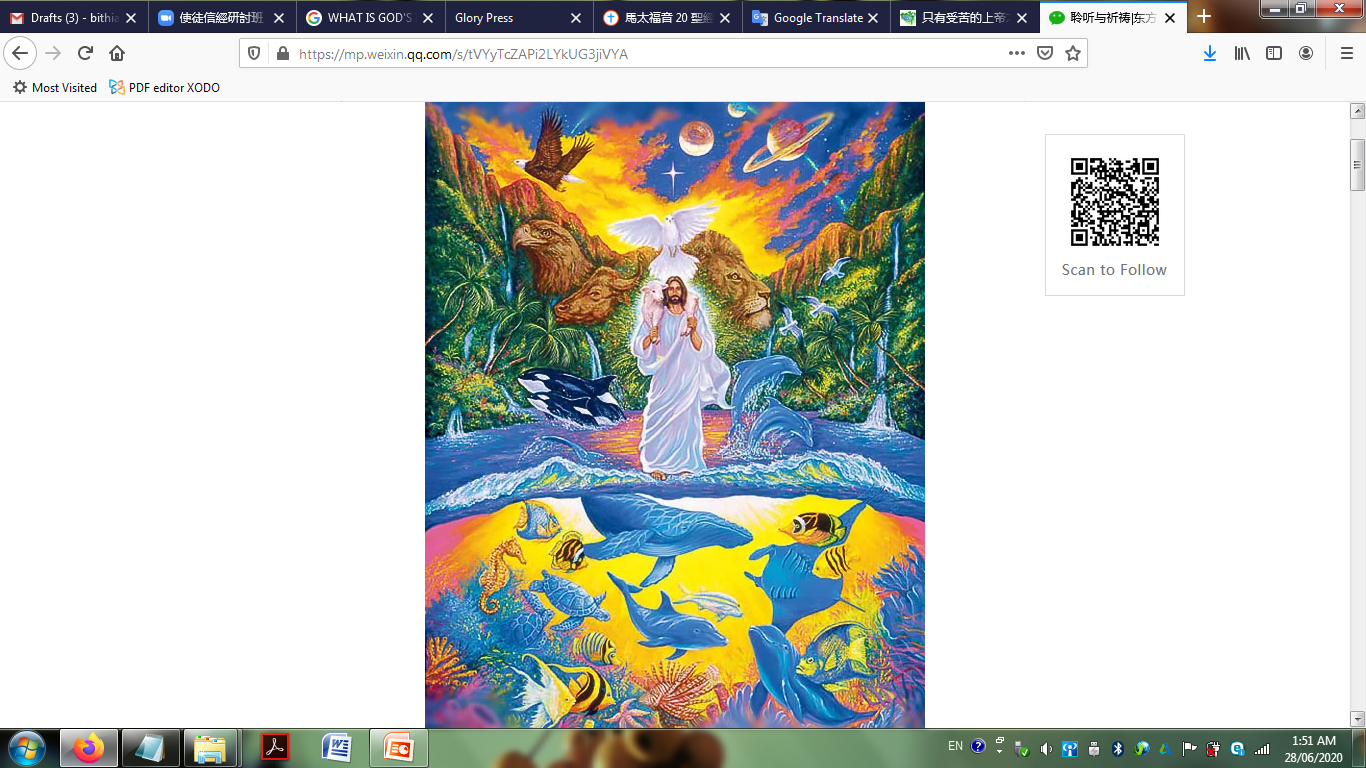 Drafts (3) - bithia
使徒信經研討班
WHAT IS GOD'S
Glory Press
馬太福音 20 聖經
Google Translate
只有受苦的上帝才
聆听与祈祷|东方
https://mp.weixin.qq.com/s/tVYyTcZAPi2LYkUG3jiVYA
Most Visited
PDF editor XODO
Scan to Follow
EN
1:51 AM
28/06/2020